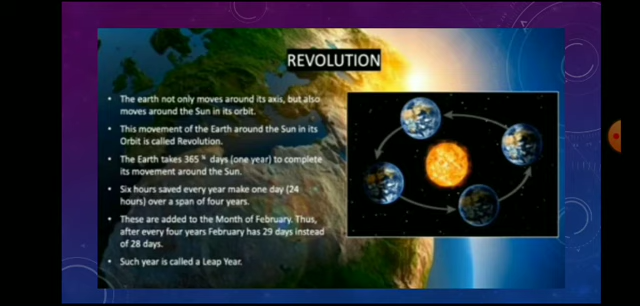 REVOLUTION
• The earth not only moves around its axis, but also
moves around the Sun in its orbit.
• This movement of the Earth around the Sun in its
Orbit is called Revolution.
• The Earth takes 365 ¼ days (one year) to complete
its movement around the Sun.
• Six hours saved every year make one day (24
hours) over a span of four years.
• These are added to the Month of February. Thus,
after every four years February has 29 days instead
of 28 days.
• Such year is called a Leap Year.